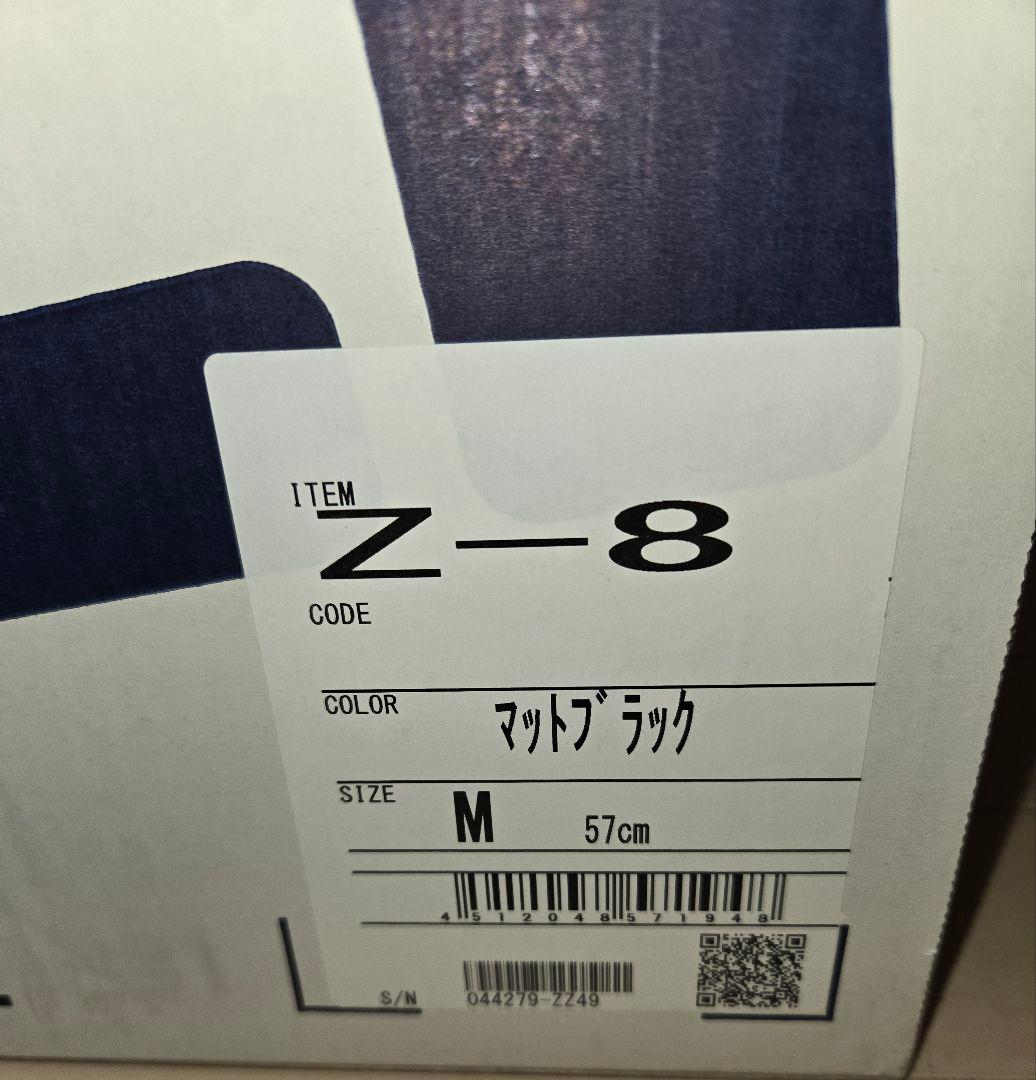 ITEM
Z-8
CODE
COLOR ﾏｯﾄﾌﾞﾗｯｸ
SIZE M 57cm
4512048571948
S/N 044279-ZZ49